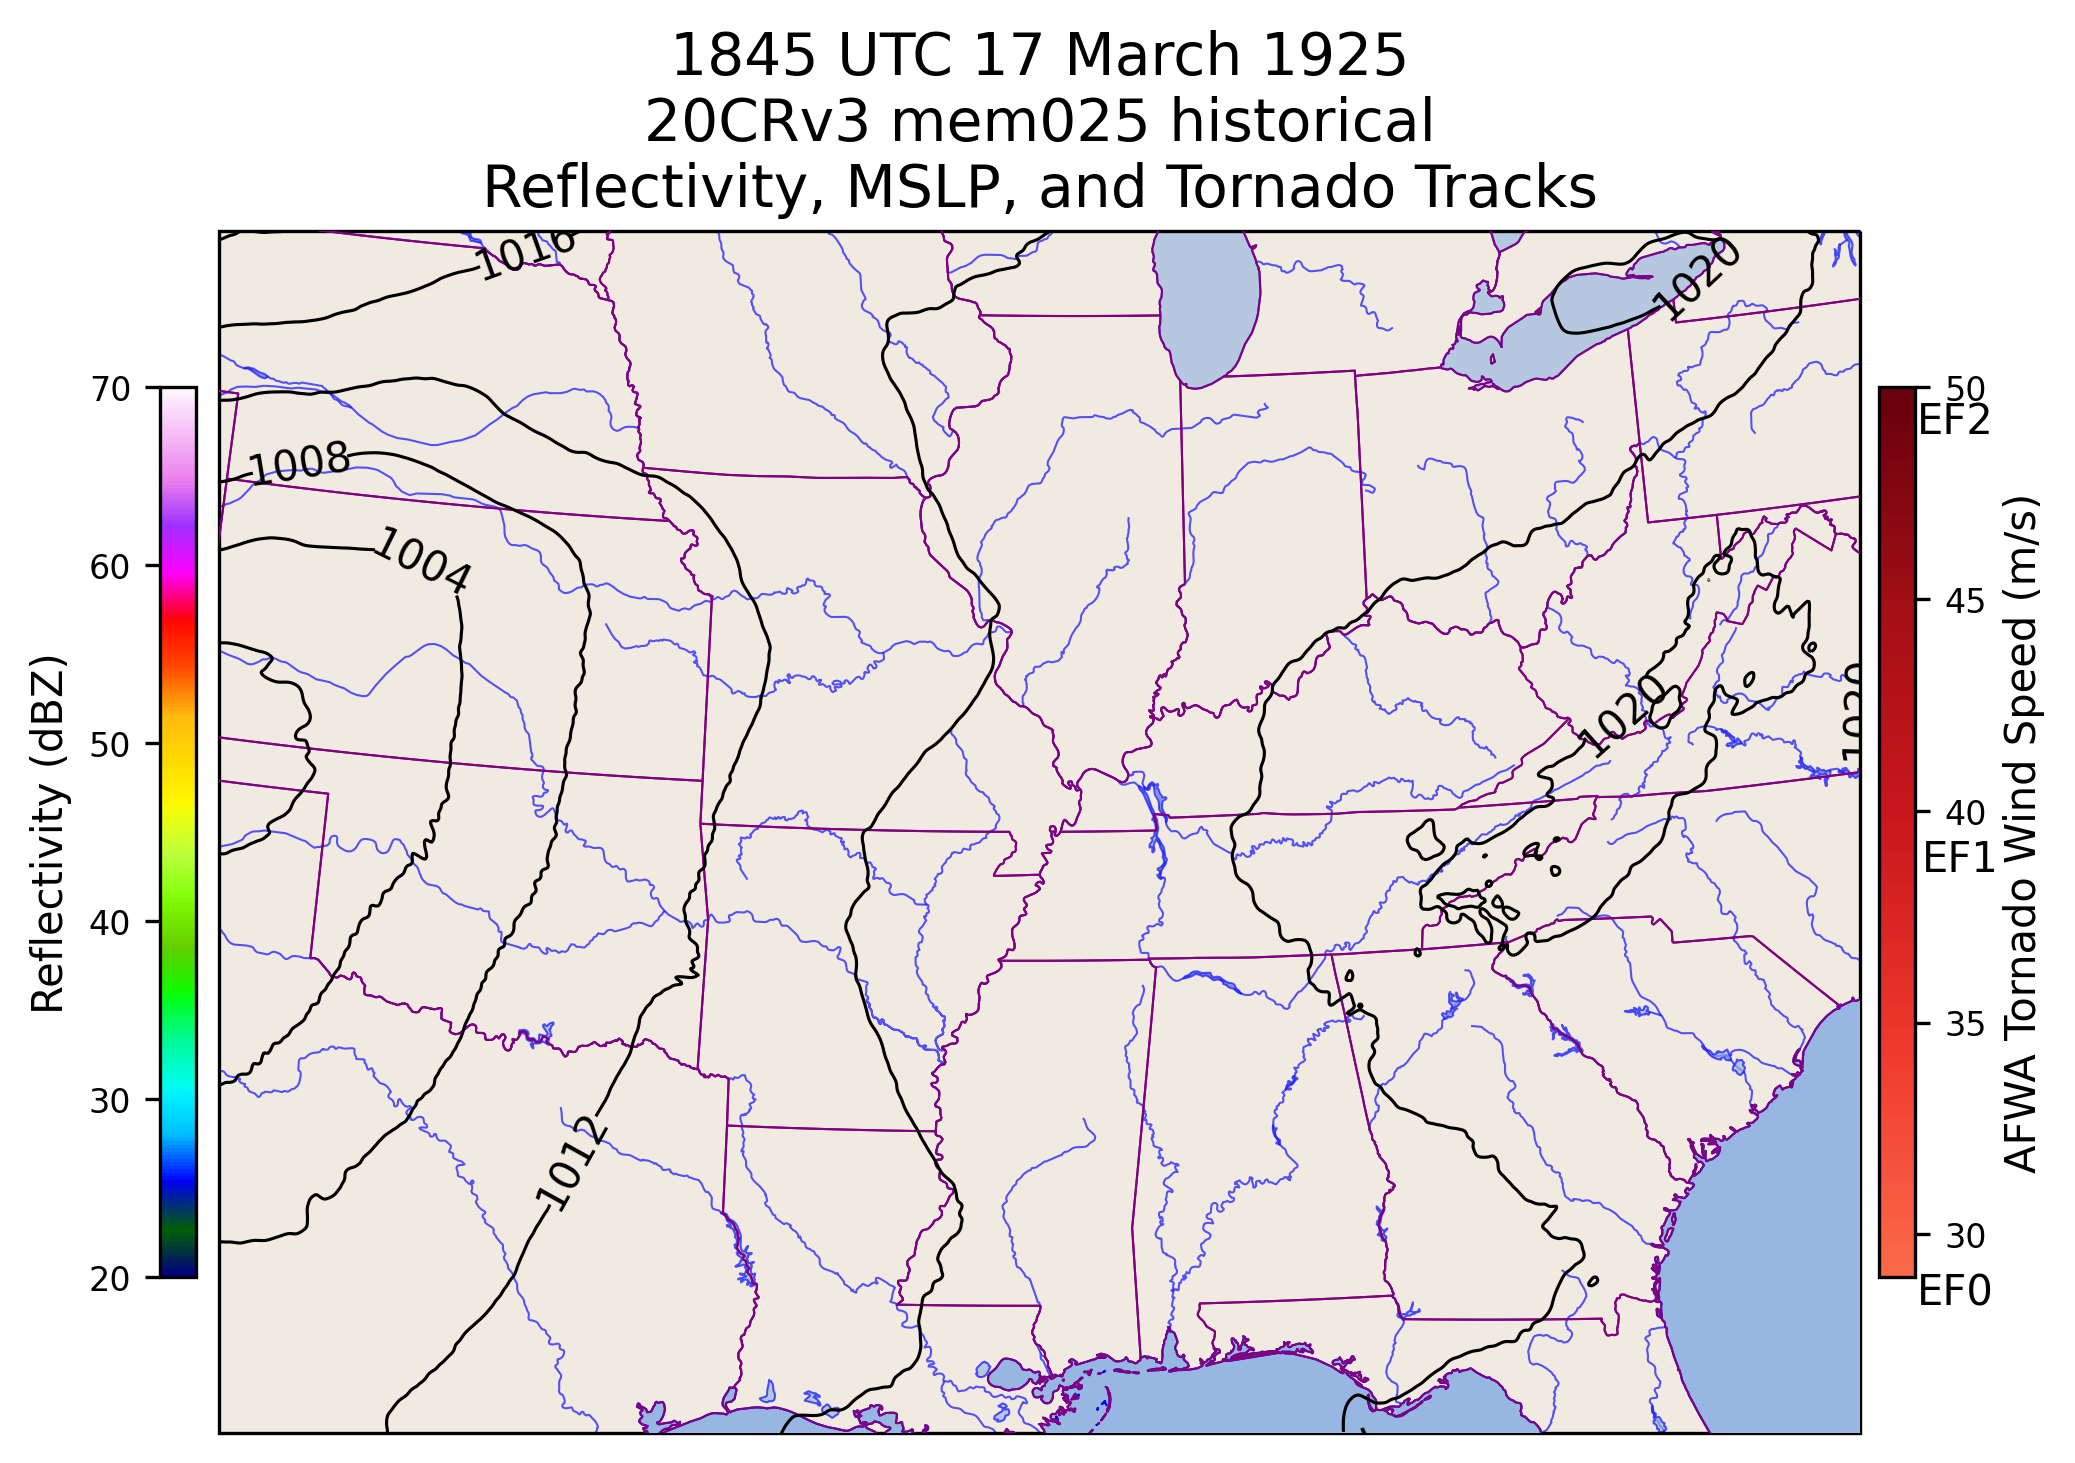 1845 UTC 17 March 1925
20CRv3 mem025 historical
Reflectivity, MSLP, and Tornado Tracks
1016
1020
1008
1004
1020
1020
1012
70
60
50
40
30
20
Reflectivity (dBZ)
50
EF2
45
40
EF1
35
30
EF0
AFWA Tornado Wind Speed (m/s)